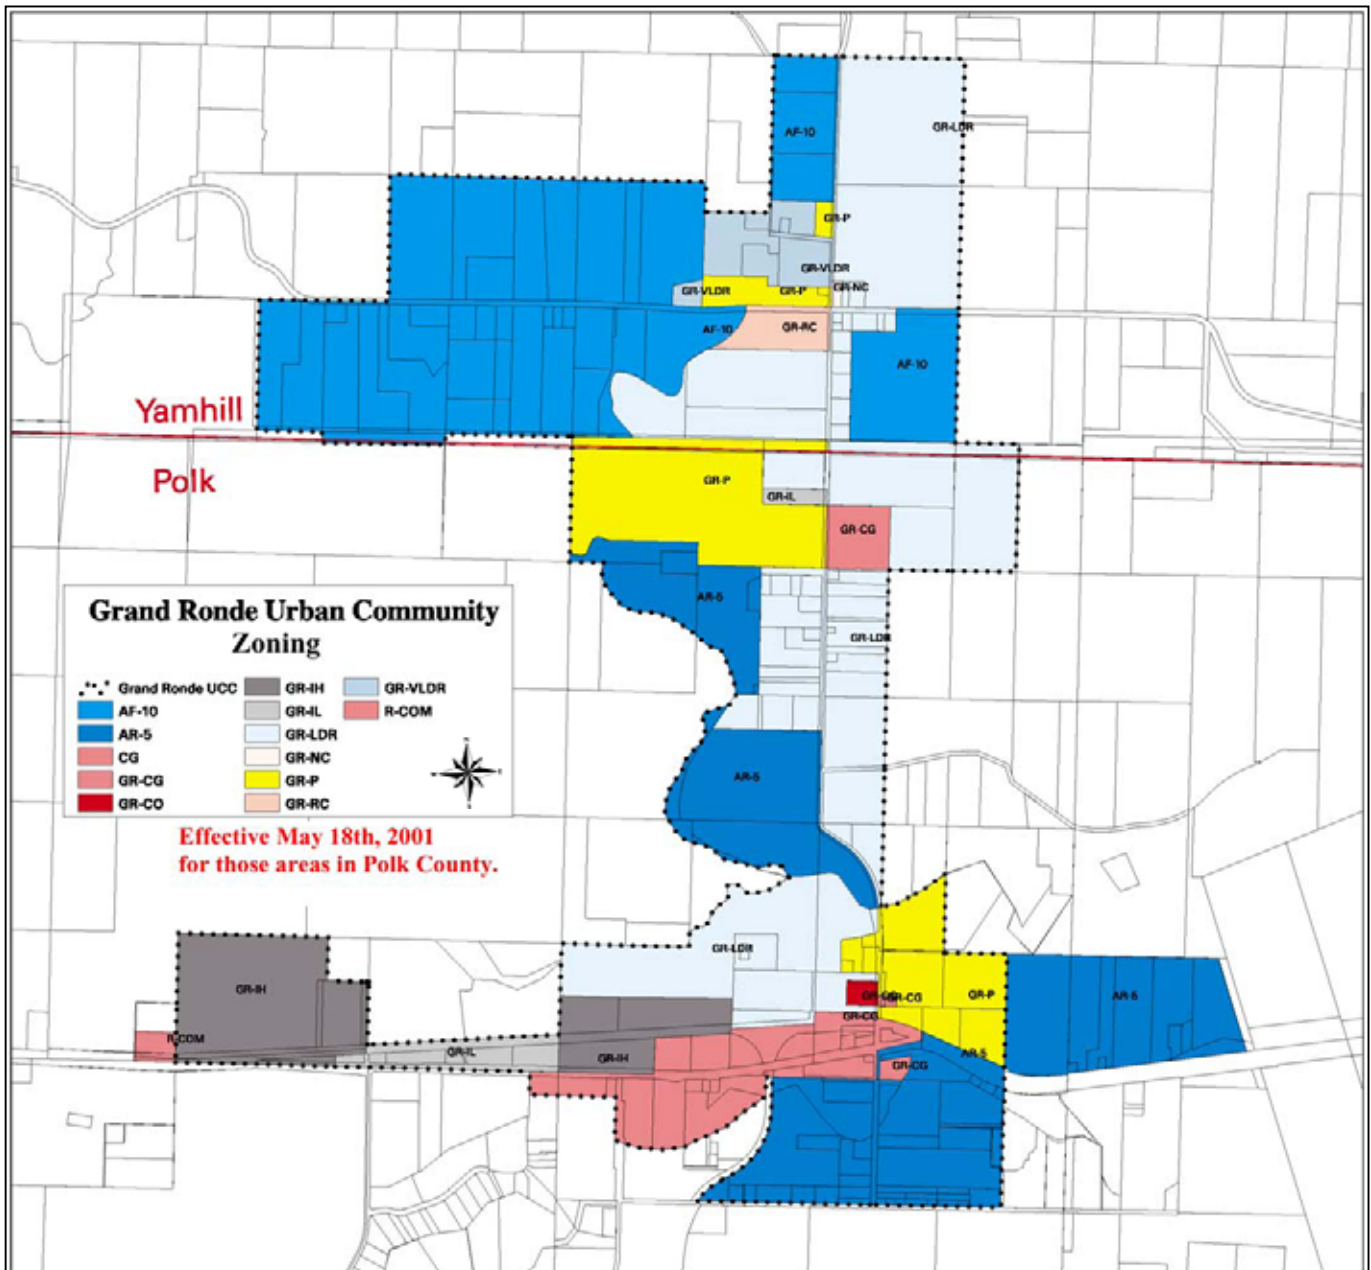 AF-10
GR-LDR
GR-P
GR-VLDR
GR-VLDR
GR-P
GR-NC
AF-10
GR-RC
AF-10
Yamhill
Polk
GR-P
GR-IL
GR-CG
AR-5
GR-LDR
Grand Ronde Urban Community
Zoning
Grand Ronde UCC
AF-10
AR-5
CG
GR-CG
GR-CO
GR-IH
GR-IL
GR-LDR
GR-NC
GR-P
GR-RC
GR-VLDR
R-COM
Effective May 18th, 2001
for those areas in Polk County.
AR-5
GR-LDR
GR-IH
GR-CG
GR-P
AR-5
GR-CG
R-COM
GR-IL
GR-IH
AR-5
GR-CG